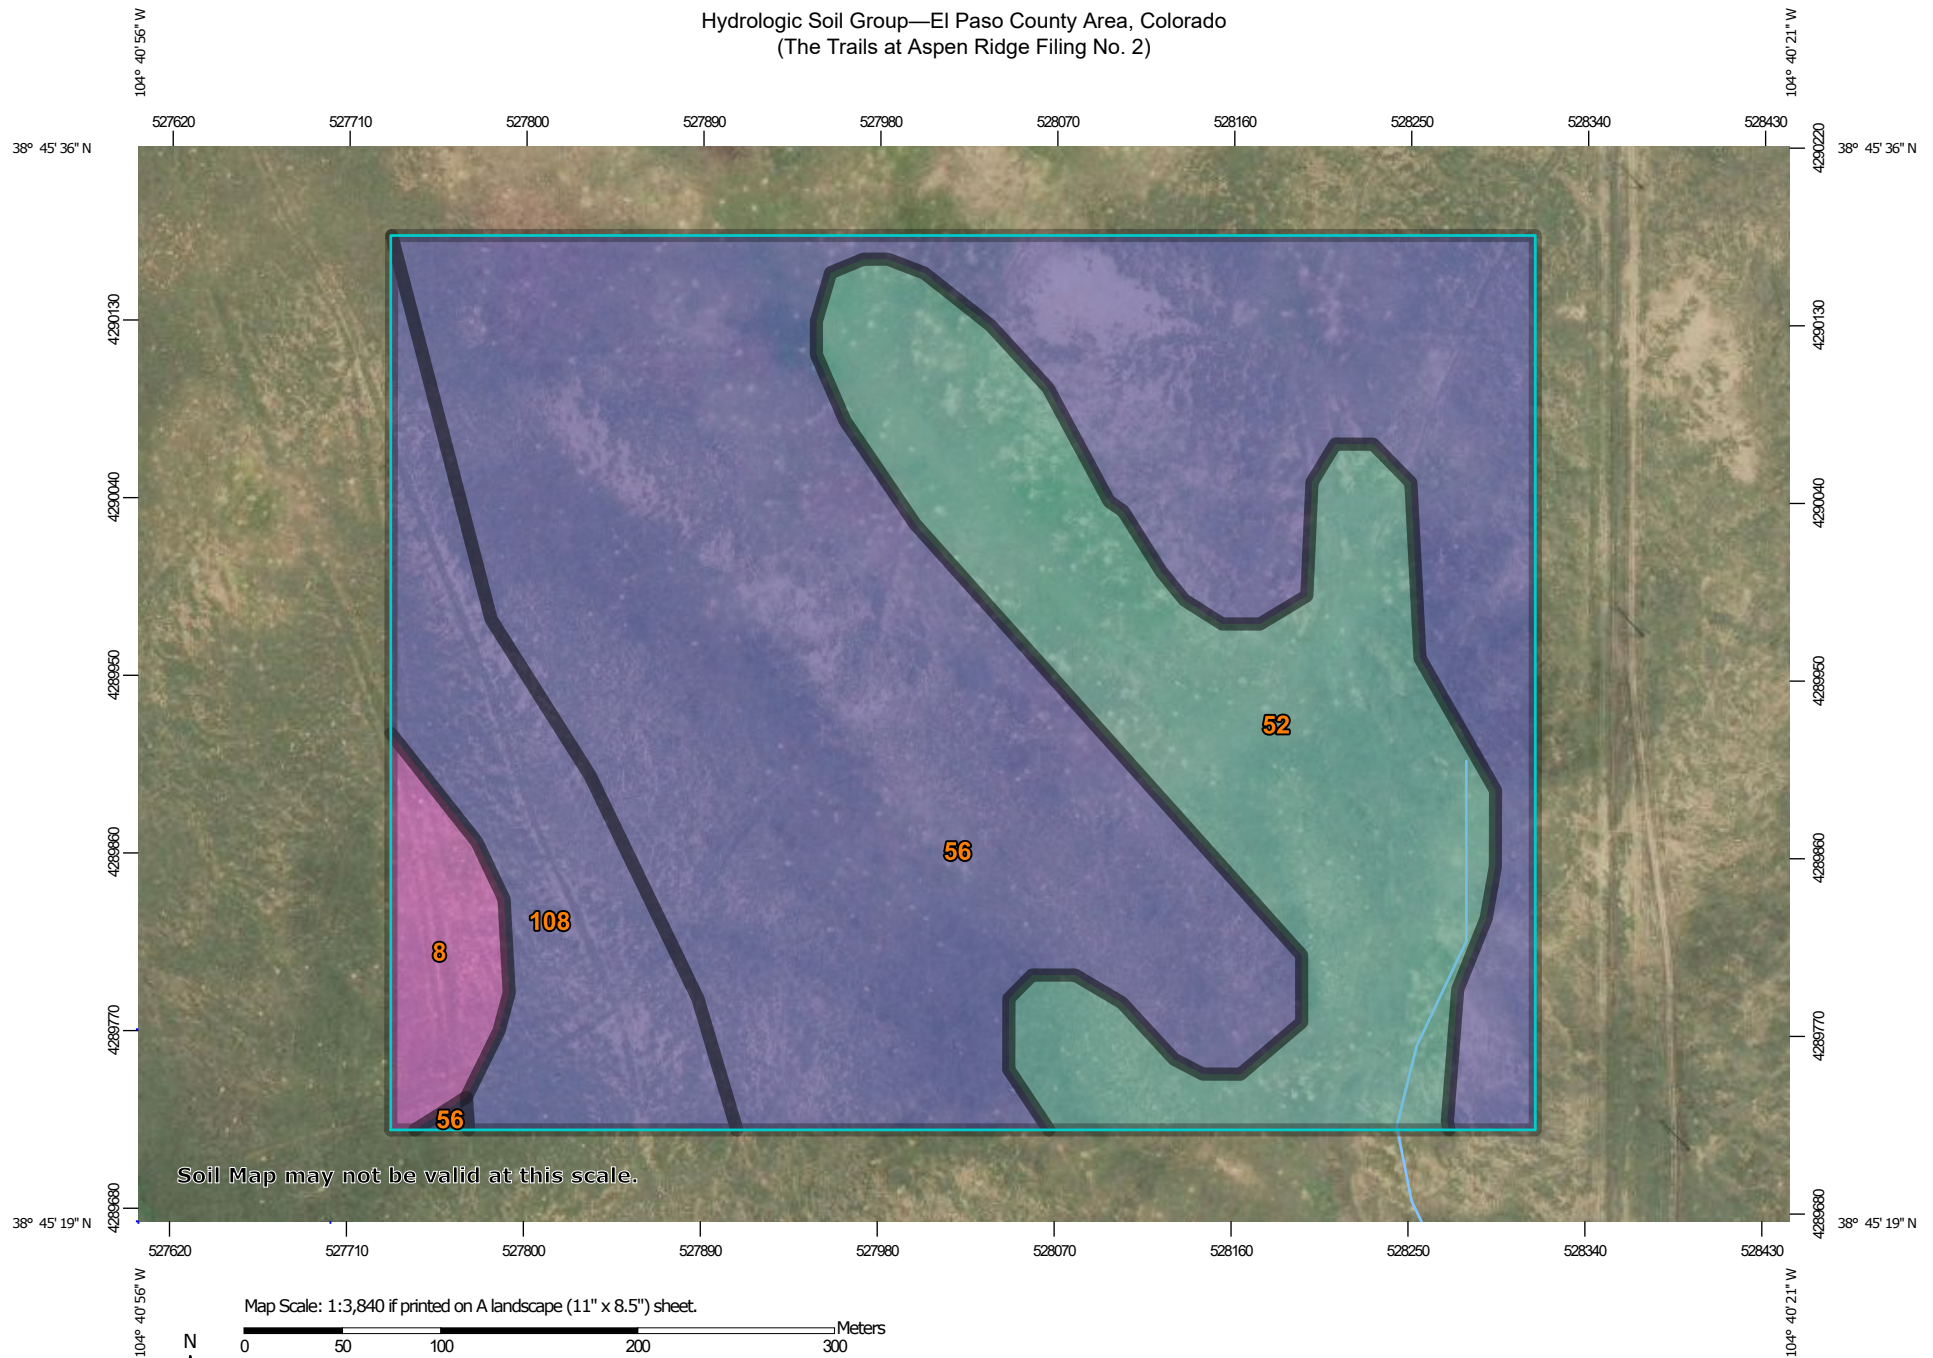 Hydrologic Soil Group—El Paso County Area, Colorado
(The Trails at Aspen Ridge Filing No. 2)
104° 40' 56" W
104° 40' 21" W
527620 527710 527800 527890 527980 528070 528160 528250 528340 528430
38° 45' 36" N
38° 45' 36" N
4290220
4290130
4290130
4290040
4290040
4289950
4289950
52
4289860
4289860
56
108
8
4289770
4289770
56
Soil Map may not be valid at this scale.
4289680
4289680
38° 45' 19" N
38° 45' 19" N
527620 527710 527800 527890 527980 528070 528160 528250 528340 528430
104° 40' 56" W
104° 40' 21" W
Map Scale: 1:3,840 if printed on A landscape (11" x 8.5") sheet.
Meters
N
0 50 100 200 300